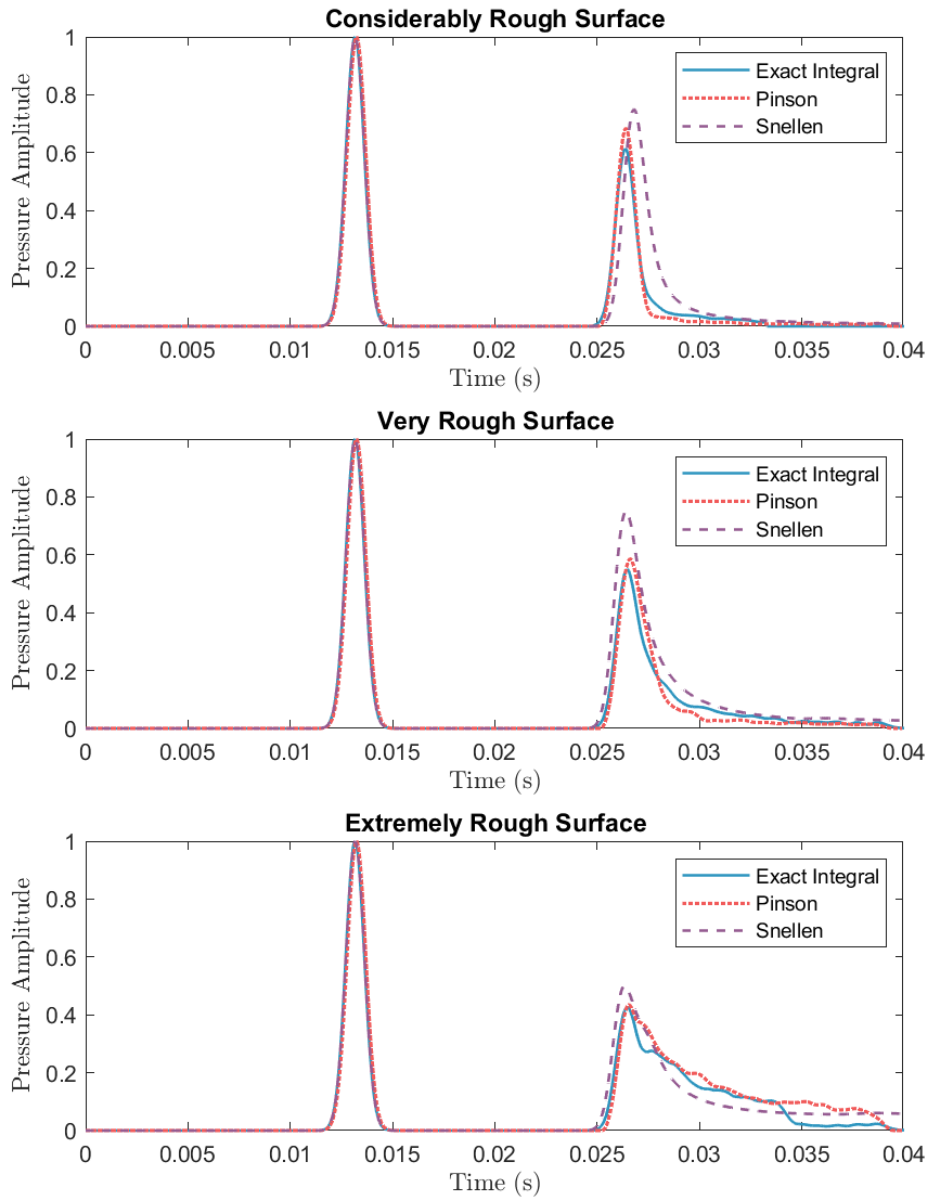 Considerably Rough Surface
1
0.8
0.6
0.4
0.2
0
Pressure Amplitude
Exact Integral
Pinson
Snellen
0 0.005 0.01 0.015 0.02 0.025 0.03 0.035 0.04
Time (s)
Very Rough Surface
1
0.8
0.6
0.4
0.2
0
Pressure Amplitude
Exact Integral
Pinson
Snellen
0 0.005 0.01 0.015 0.02 0.025 0.03 0.035 0.04
Time (s)
Extremely Rough Surface
1
0.8
0.6
0.4
0.2
0
Pressure Amplitude
Exact Integral
Pinson
Snellen
0 0.005 0.01 0.015 0.02 0.025 0.03 0.035 0.04
Time (s)